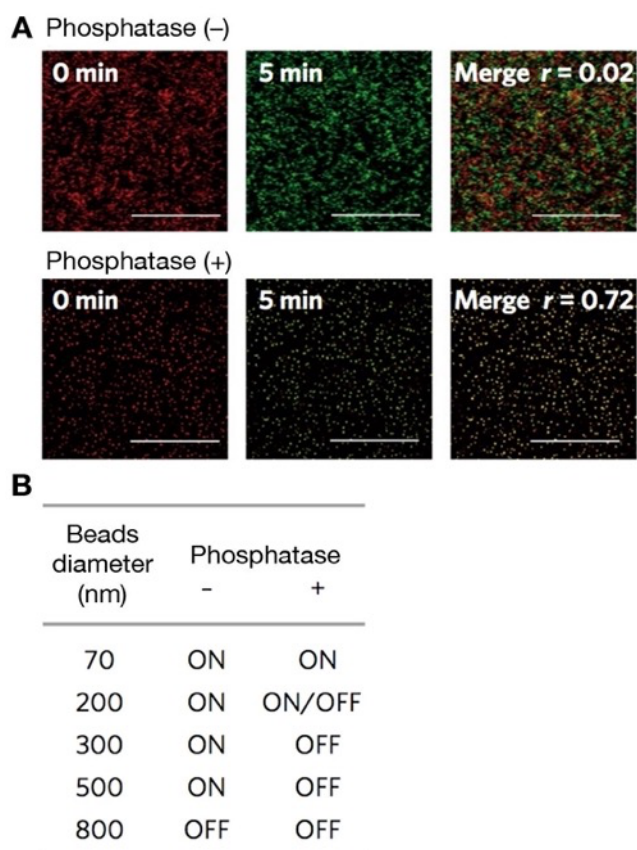 A Phosphatase (–)
0 min 5 min Merge r = 0.02
Phosphatase (+)
0 min 5 min Merge r = 0.72
B
Beads diameter (nm) Phosphatase
– +
70 ON ON
200 ON ON/OFF
300 ON OFF
500 ON OFF
800 OFF OFF